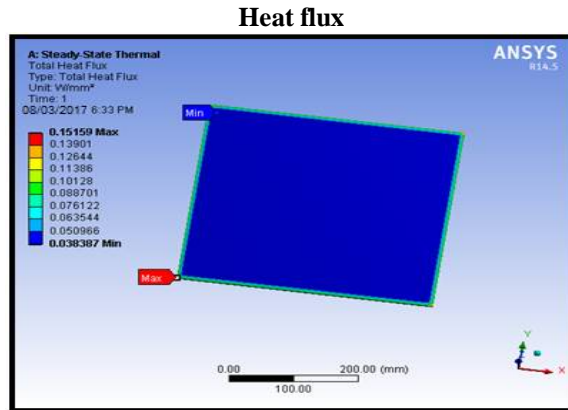 Heat flux
A: Steady-State Thermal
Total Heat Flux
Type: Total Heat Flux
Unit: W/mm²
Time: 1
08/03/2017 6:33 PM
ANSYS
R14.5
0.15159 Max
0.13901
0.12644
0.11386
0.10128
0.088701
0.076122
0.063544
0.050966
0.038387 Min
Min
Max
0.00
200.00 (mm)
100.00
Y
X